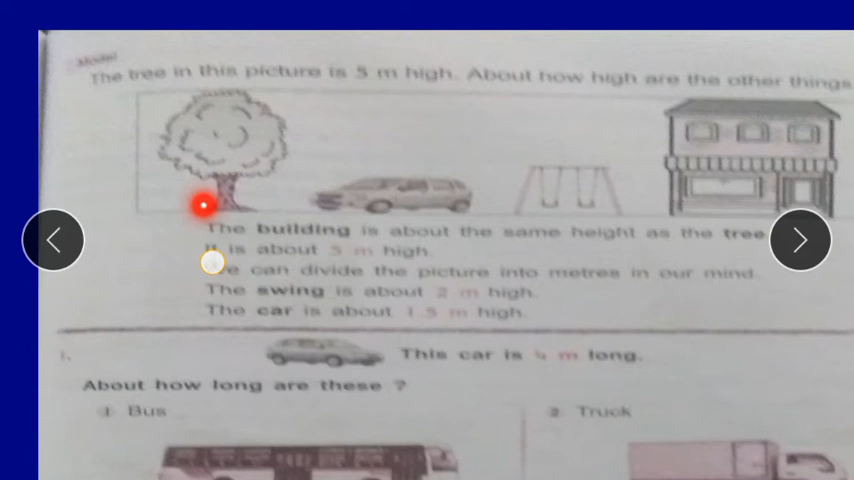 Model
The tree in this picture is 5 m high. About how high are the other things
The building is about the same height as the tree
It is about 5 m high.
We can divide the picture into metres in our mind.
The swing is about 2 m high.
The car is about 1.5 m high.
1.
This car is 4 m long.
About how long are these ?
1 Bus
2 Truck